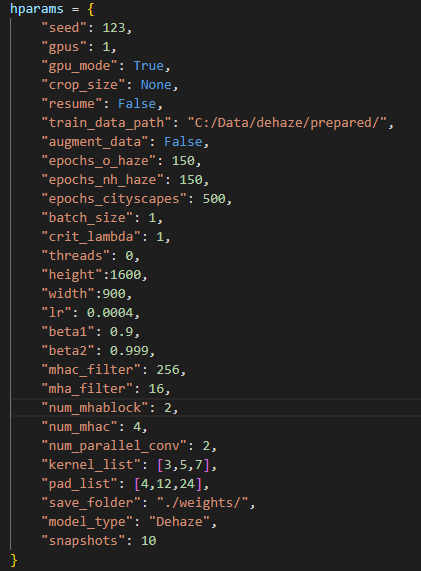 hparams = {
    "seed": 123,
    "gpus": 1,
    "gpu_mode": True,
    "crop_size": None,
    "resume": False,
    "train_data_path": "C:/Data/dehaze/prepared/",
    "augment_data": False,
    "epochs_o_haze": 150,
    "epochs_nh_haze": 150,
    "epochs_cityscapes": 500,
    "batch_size": 1,
    "crit_lambda": 1,
    "threads": 0,
    "height":1600,
    "width":900,
    "lr": 0.0004,
    "beta1": 0.9,
    "beta2": 0.999,
    "mhac_filter": 256,
    "mha_filter": 16,
    "num_mhablock": 2,
    "num_mhac": 4,
    "num_parallel_conv": 2,
    "kernel_list": [3,5,7],
    "pad_list": [4,12,24],
    "save_folder": "./weights/",
    "model_type": "Dehaze",
    "snapshots": 10
}